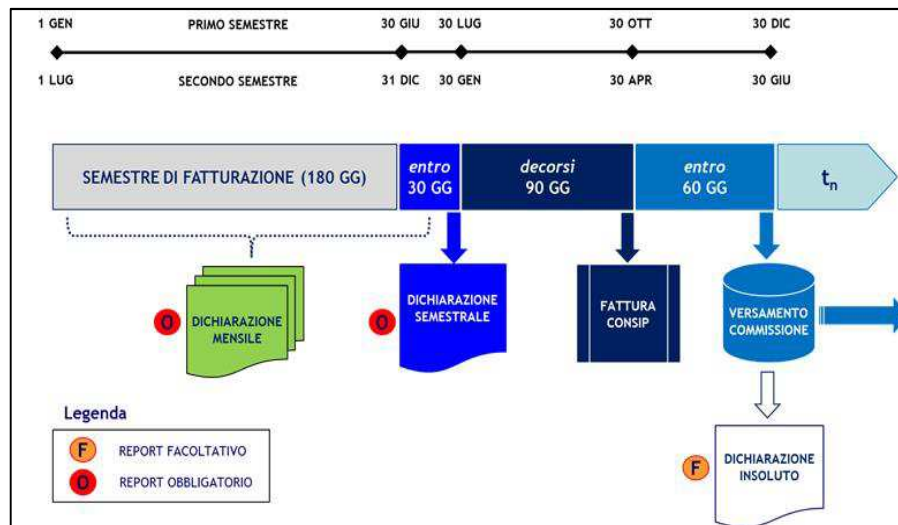 1 GEN PRIMO SEMESTRE 30 GIU 30 LUG 30 OTT 30 DIC
1 LUG SECONDO SEMESTRE 31 DIC 30 GEN 30 APR 30 GIU
SEMESTRE DI FATTURAZIONE (180 GG)
entro
30 GG
decorsi
90 GG
entro
60 GG
tn
O
DICHIARAZIONE
MENSILE
O
DICHIARAZIONE
SEMESTRALE
FATTURA
CONSIP
VERSAMENTO
COMMISSIONE
Legenda
F REPORT FACOLTATIVO
O REPORT OBBLIGATORIO
F
DICHIARAZIONE
INSOLUTO